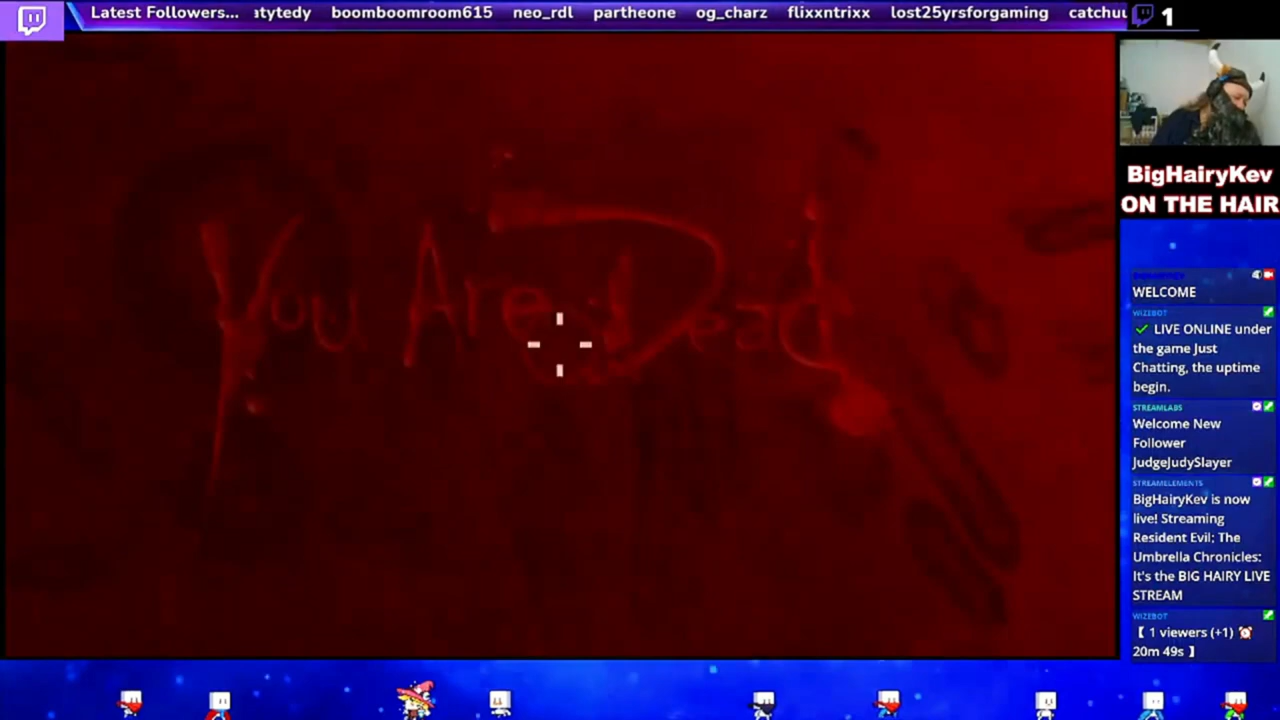 Latest Followers... atytedy boomboomroom615 neo_rdl partheone og_charz flixxntrixx lost25yrsforgaming catchuu 1
You Are Dead
BigHairyKev
ON THE HAIR
WELCOME
WIZEBOT
✓ LIVE ONLINE under
the game Just
Chatting, the uptime
begin.
STREAMLABS
Welcome New
Follower
JudgeJudySlayer
STREAMELEMENTS
BigHairyKev is now
live! Streaming
Resident Evil: The
Umbrella Chronicles:
It's the BIG HAIRY LIVE
STREAM
WIZEBOT
【 1 viewers (+1) ⏰
20m 49s 】